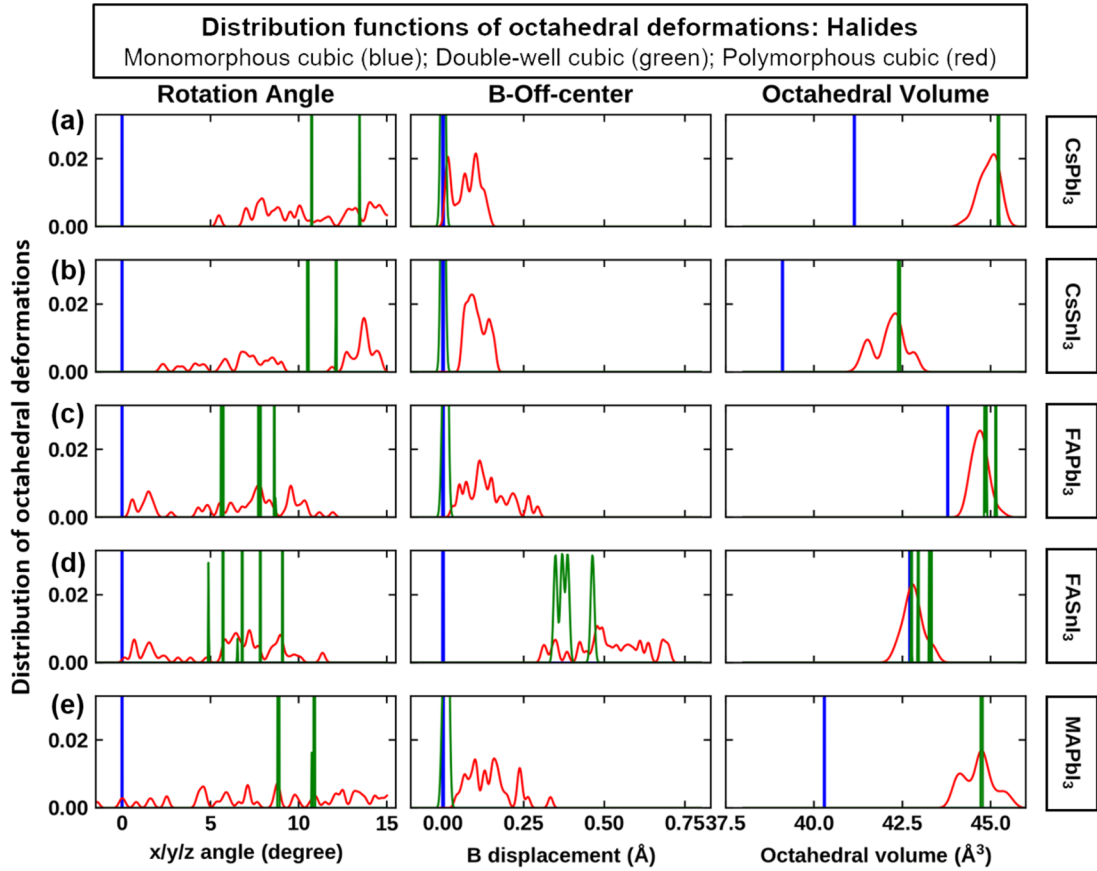 Distribution functions of octahedral deformations: Halides
Monomorphous cubic (blue); Double-well cubic (green); Polymorphous cubic (red)
Rotation Angle
B-Off-center
Octahedral Volume
Distribution of octahedral deformations
(a)
0.02
0.00
CsPbI₃
(b)
0.02
0.00
CsSnI₃
(c)
0.02
0.00
FAPbI₃
(d)
0.02
0.00
FASnI₃
(e)
0.02
0.00
MAPbI₃
0 5 10 15
0.00 0.25 0.50 0.7537.5 40.0 42.5 45.0
x/y/z angle (degree)
B displacement (Å)
Octahedral volume (Å³)